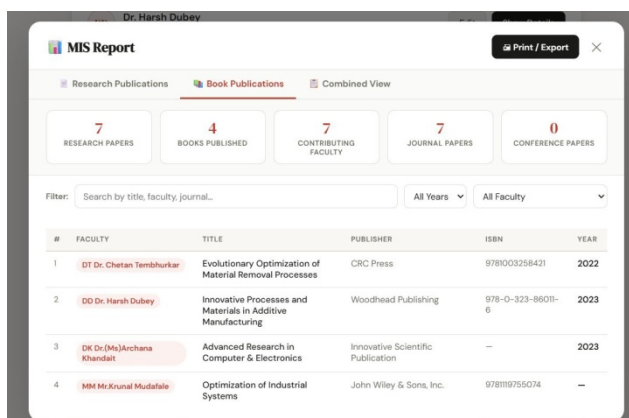 Dr. Harsh Dubey
MIS Report
Print / Export
Research Publications
Book Publications
Combined View
7
RESEARCH PAPERS
4
BOOKS PUBLISHED
7
CONTRIBUTING
FACULTY
7
JOURNAL PAPERS
0
CONFERENCE PAPERS
Filter:
Search by title, faculty, journal...
All Years
All Faculty
# FACULTY TITLE PUBLISHER ISBN YEAR
1 DT Dr. Chetan Tembhurkar Evolutionary Optimization of CRC Press 9781003258421 2022
Material Removal Processes
2 DD Dr. Harsh Dubey Innovative Processes and Woodhead Publishing 978-0-323-86011- 2023
Materials in Additive 6
Manufacturing
3 DK Dr.(Ms)Archana Advanced Research in Innovative Scientific — 2023
Khandait Computer & Electronics Publication
4 MM Mr.Krunal Mudafale Optimization of Industrial John Wiley & Sons, Inc. 9781119755074 —
Systems